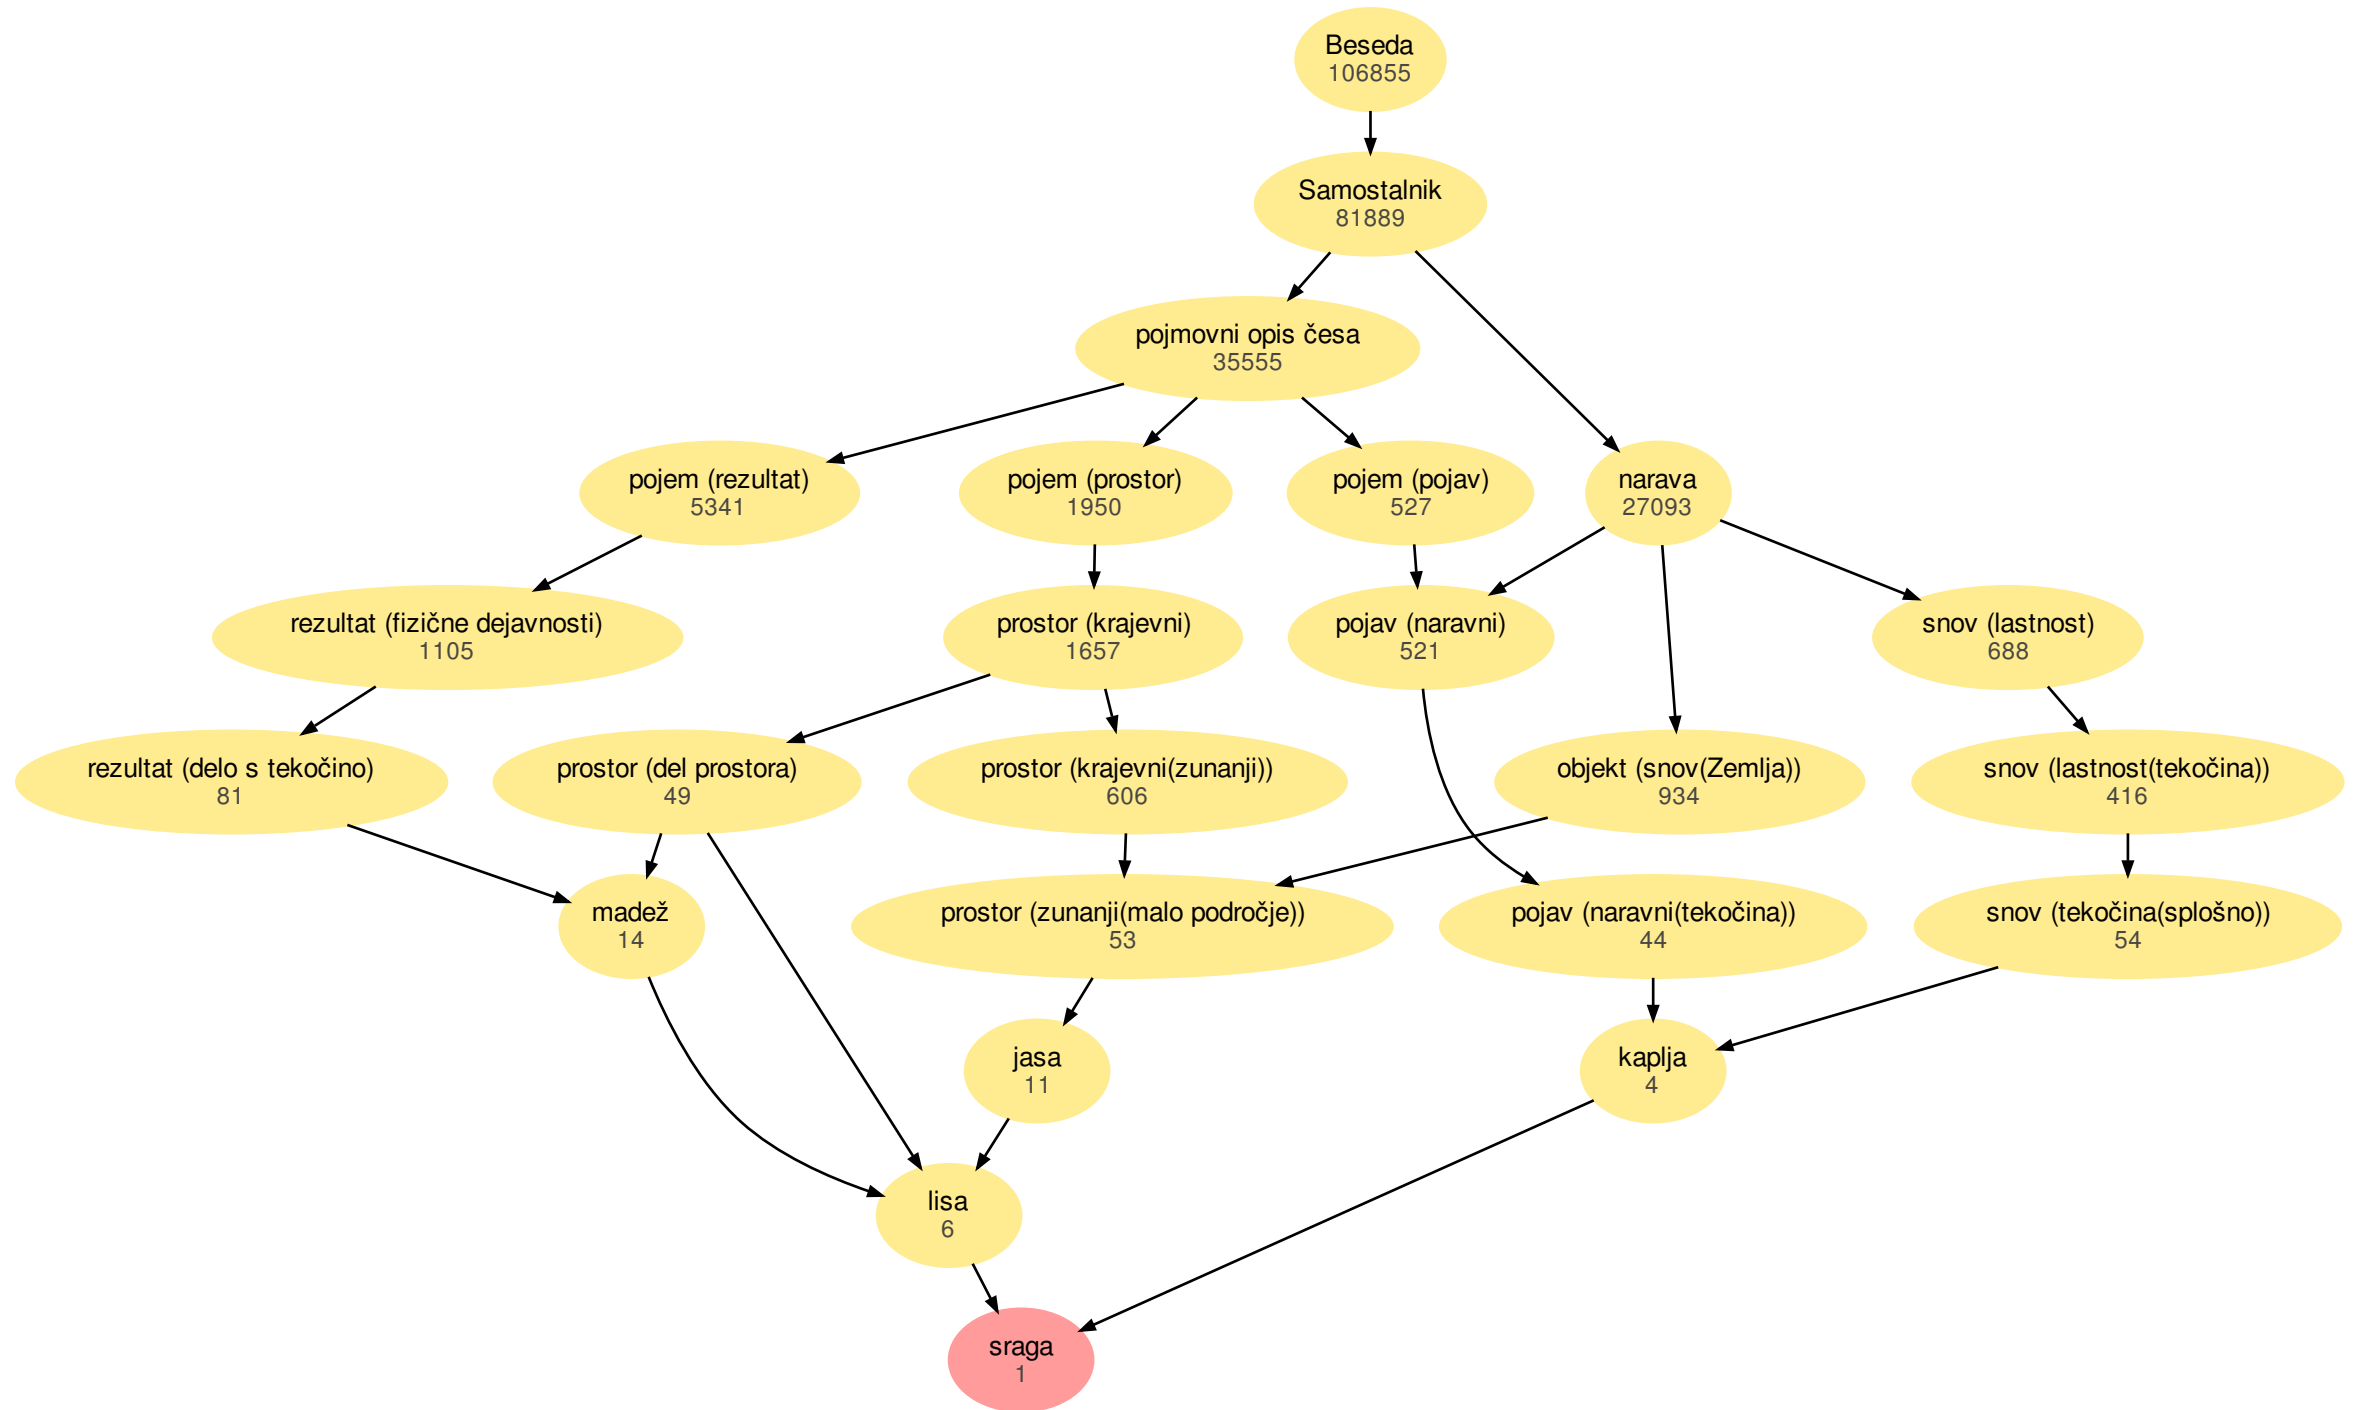 Beseda
106855
Samostalnik
81889
pojmovni opis česa
35555
pojem (rezultat)
5341
pojem (prostor)
1950
pojem (pojav)
527
narava
27093
rezultat (fizične dejavnosti)
1105
prostor (krajevni)
1657
pojav (naravni)
521
snov (lastnost)
688
rezultat (delo s tekočino)
81
prostor (del prostora)
49
prostor (krajevni(zunanji))
606
objekt (snov(Zemlja))
934
snov (lastnost(tekočina))
416
madež
14
prostor (zunanji(malo področje))
53
pojav (naravni(tekočina))
44
snov (tekočina(splošno))
54
jasa
11
kaplja
4
lisa
6
sraga
1